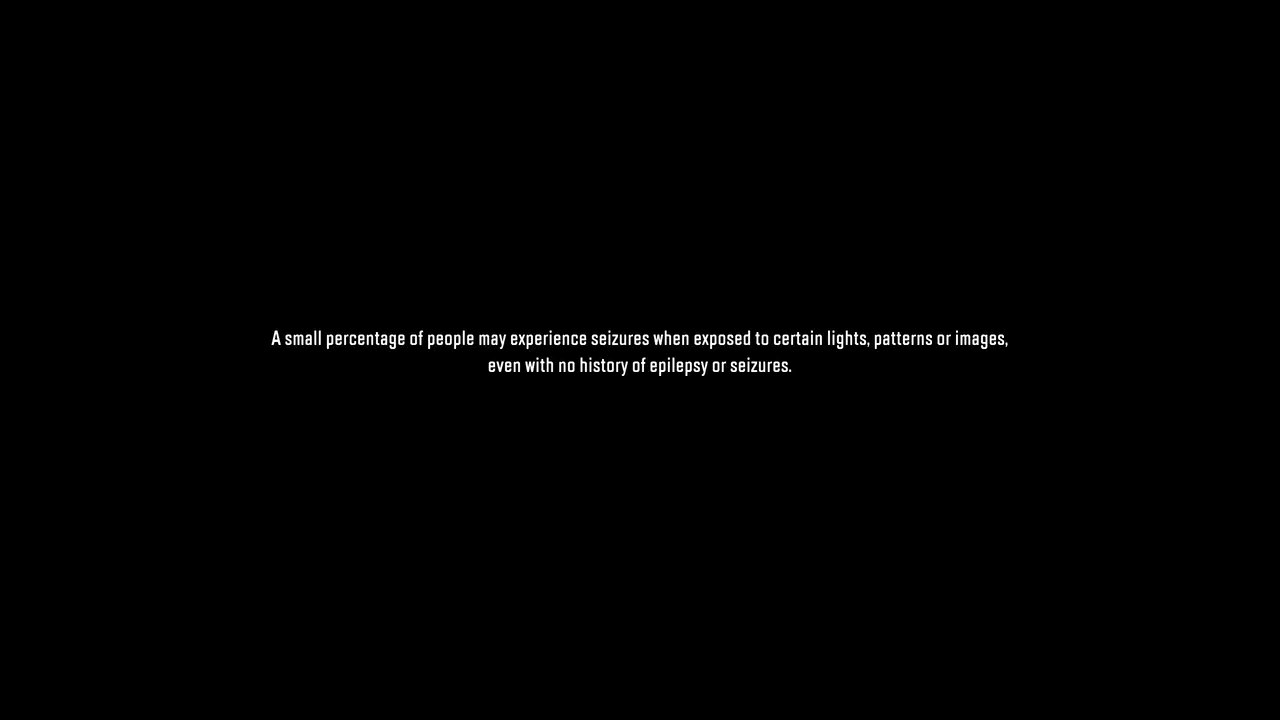 A small percentage of people may experience seizures when exposed to certain lights, patterns or images,
even with no history of epilepsy or seizures.